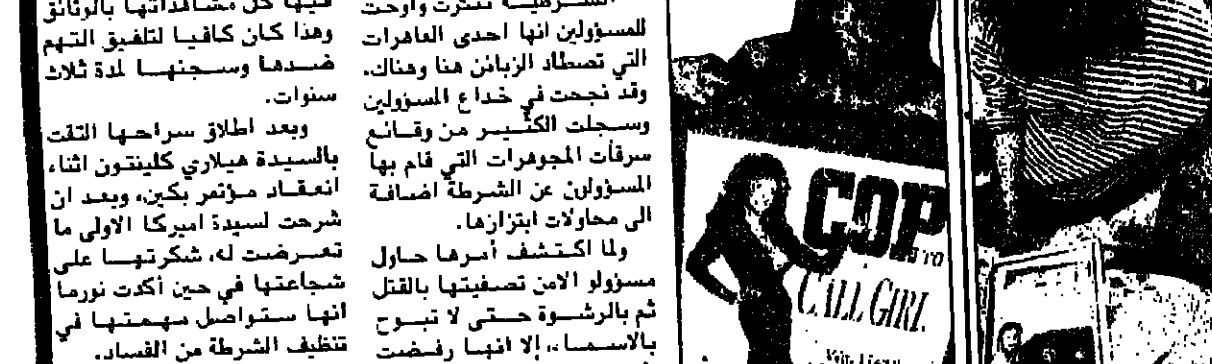 الشرطية تنكرت واوحت
للمسؤولين انها احدى العاهرات
التي تصطاد الزبائن هنا وهناك.
وقد نجحت في خداع المسؤولين
وسجلت الكثير من وقائع
سرقات المجوهرات التي قام بها
المسؤولون عن الشرطة اضافة
الى محاولات ابتزازها.
ولما اكتشف أمرها حاول
مسؤولو الامن تصفيتها بالقتل
ثم بالرشوة حتى لا تبوح
بالاسماء، إلا انها رفضت
فيها كل مشاهداتها بالوثائق
وهذا كان كافيا لتلفيق التهم
ضدها وسجنها لمدة ثلاث
سنوات.
وبعد اطلاق سراحها التقت
بالسيدة هيلاري كلينتون اثناء
انعقاد مؤتمر بكين، وبعد ان
شرحت لسيدة اميركا الاولى ما
تعرضت له، شكرتها على
شجاعتها في حين أكدت نورما
انها ستواصل مهمتها في
تنظيف الشرطة من الفساد.
COP
TO
CALL GIRL